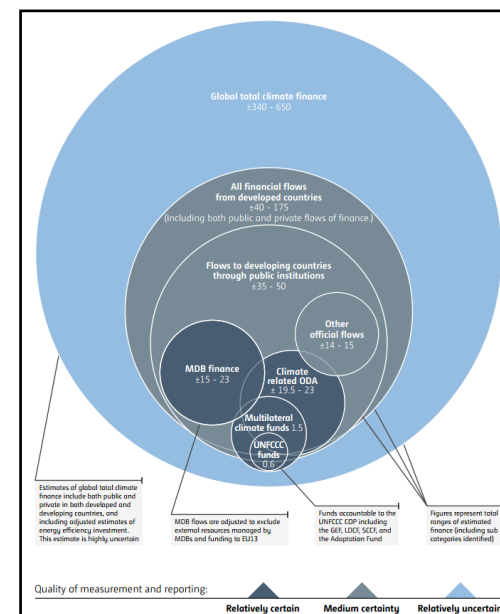 Global total climate finance
±340 - 650
All financial flows
from developed countries
±40 - 175
(Including both public and private flows of finance.)
Flows to developing countries
through public institutions
±35 - 50
Other
official flows
±14 - 15
MDB finance
±15 - 23
Climate
related ODA
± 19.5 - 23
Multilateral
climate funds 1.5
UNFCCC
funds
0.6
Estimates of global total climate
finance include both public and
private in both developed and
developing countries, and
including adjusted estimates of
energy efficiency investment.
This estimate is highly uncertain
MDB flows are adjusted to exclude
external resources managed by
MDBs and funding to EU13
Funds accountable to the
UNFCCC COP including
the GEF, LDCF, SCCF, and
the Adaptation Fund
Figures represent total
ranges of estimated
finance (including sub
categories identified)
Quality of measurement and reporting:
Relatively certain
Medium certainty
Relatively uncertain